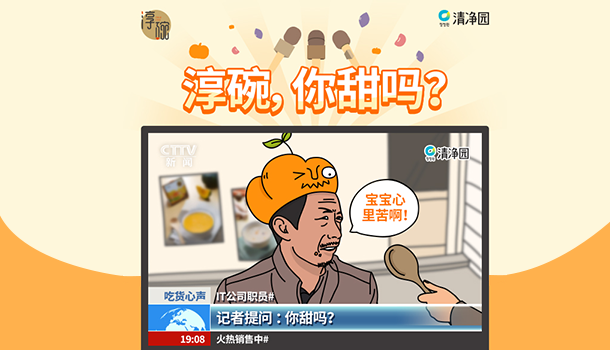 淳碗
清净园
淳碗,你甜吗?
CTTV
新闻
清净园
宝宝心
里苦啊!
吃货心声
IT公司职员#
记者提问:你甜吗?
19:08
火热销售中#